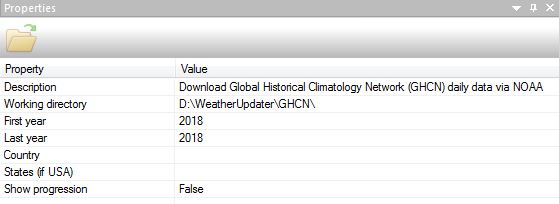 Properties
Property Value
Description Download Global Historical Climatology Network (GHCN) daily data via NOAA
Working directory D:\WeatherUpdater\GHCN\
First year 2018
Last year 2018
Country
States (if USA)
Show progression False